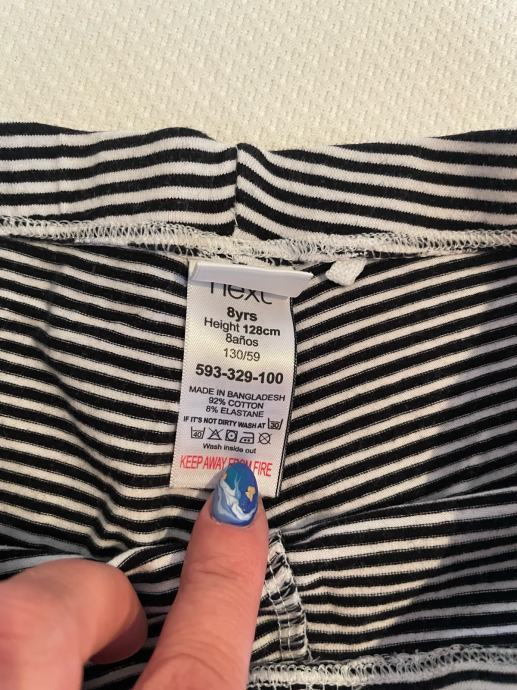 next
8yrs
Height 128cm
8años
130/59
593-329-100
MADE IN BANGLADESH
92% COTTON
8% ELASTANE
IF IT'S NOT DIRTY WASH AT 30
40
Wash inside out
KEEP AWAY FROM FIRE